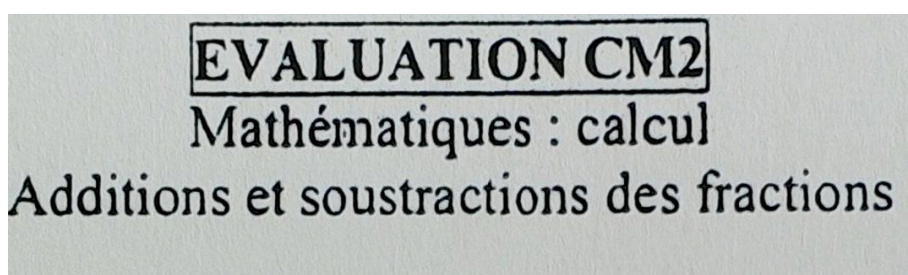 EVALUATION CM2
Mathématiques : calcul
Additions et soustractions des fractions